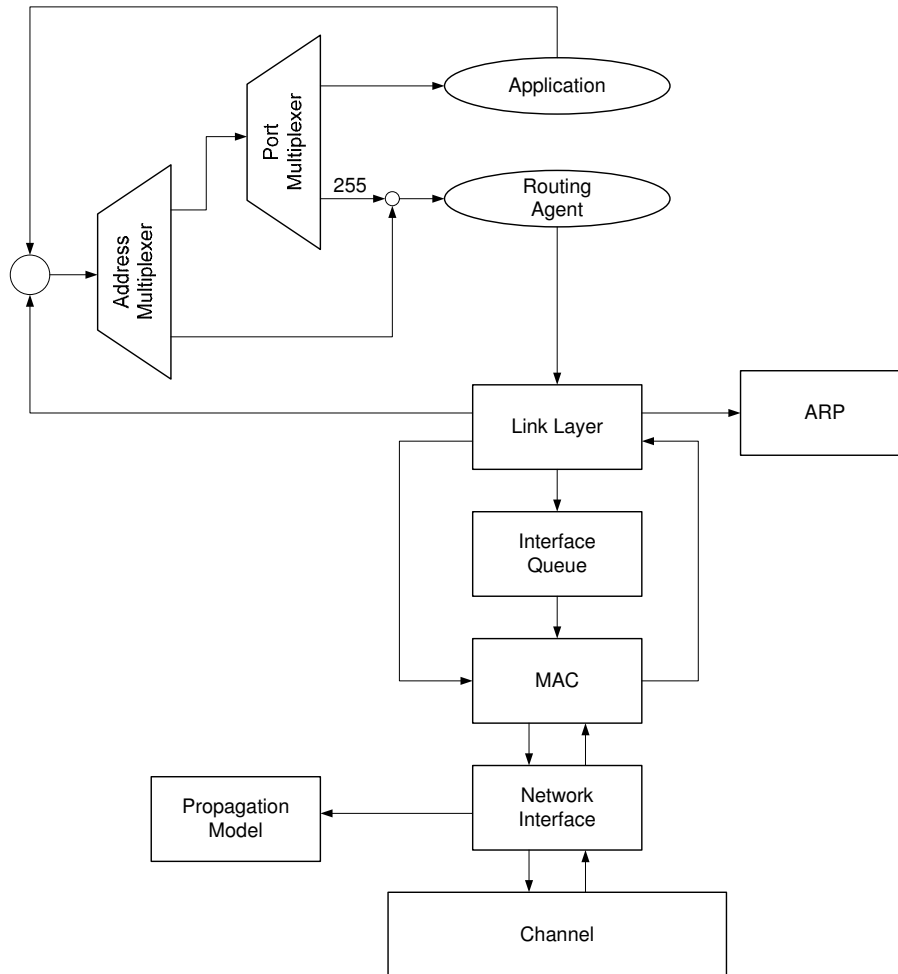 Application
Port
Multiplexer
255
Routing
Agent
Address
Multiplexer
Link Layer
ARP
Interface
Queue
MAC
Propagation
Model
Network
Interface
Channel